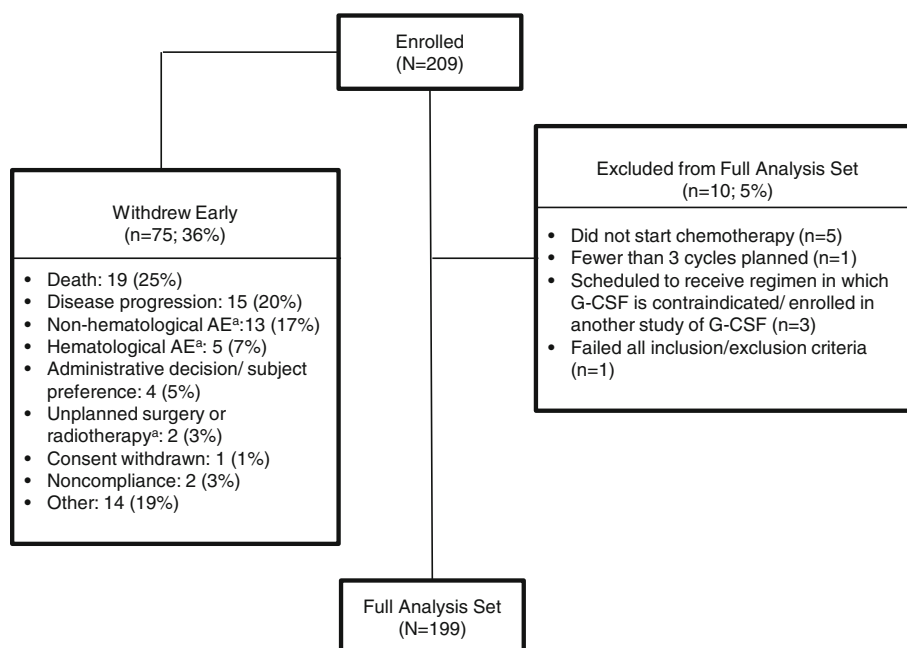 Enrolled
(N=209)
Withdrew Early
(n=75; 36%)
• Death: 19 (25%)
• Disease progression: 15 (20%)
• Non-hematological AEᵃ:13 (17%)
• Hematological AEᵃ: 5 (7%)
• Administrative decision/ subject
preference: 4 (5%)
• Unplanned surgery or
radiotherapyᵃ: 2 (3%)
• Consent withdrawn: 1 (1%)
• Noncompliance: 2 (3%)
• Other: 14 (19%)
Excluded from Full Analysis Set
(n=10; 5%)
• Did not start chemotherapy (n=5)
• Fewer than 3 cycles planned (n=1)
• Scheduled to receive regimen in which
G-CSF is contraindicated/ enrolled in
another study of G-CSF (n=3)
• Failed all inclusion/exclusion criteria
(n=1)
Full Analysis Set
(N=199)